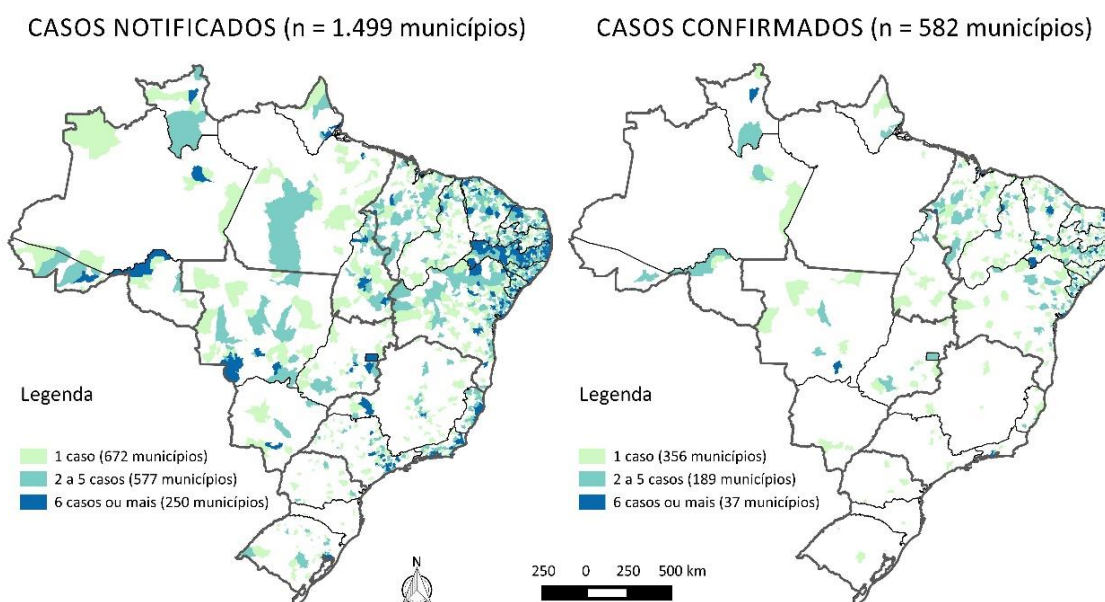 CASOS NOTIFICADOS (n = 1.499 municípios)
CASOS CONFIRMADOS (n = 582 municípios)
Legenda
1 caso (672 municípios)
2 a 5 casos (577 municípios)
6 casos ou mais (250 municípios)
Legenda
1 caso (356 municípios)
2 a 5 casos (189 municípios)
6 casos ou mais (37 municípios)
N
250 0 250 500 km